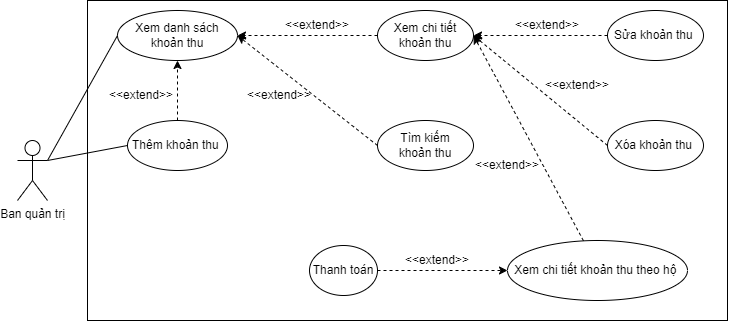 Xem danh sách
khoản thu
<<extend>>
Xem chi tiết
khoản thu
<<extend>>
Sửa khoản thu
<<extend>>
<<extend>>
<<extend>>
Thêm khoản thu
Tìm kiếm
khoản thu
Xóa khoản thu
<<extend>>
Ban quản trị
Thanh toán
<<extend>>
Xem chi tiết khoản thu theo hộ